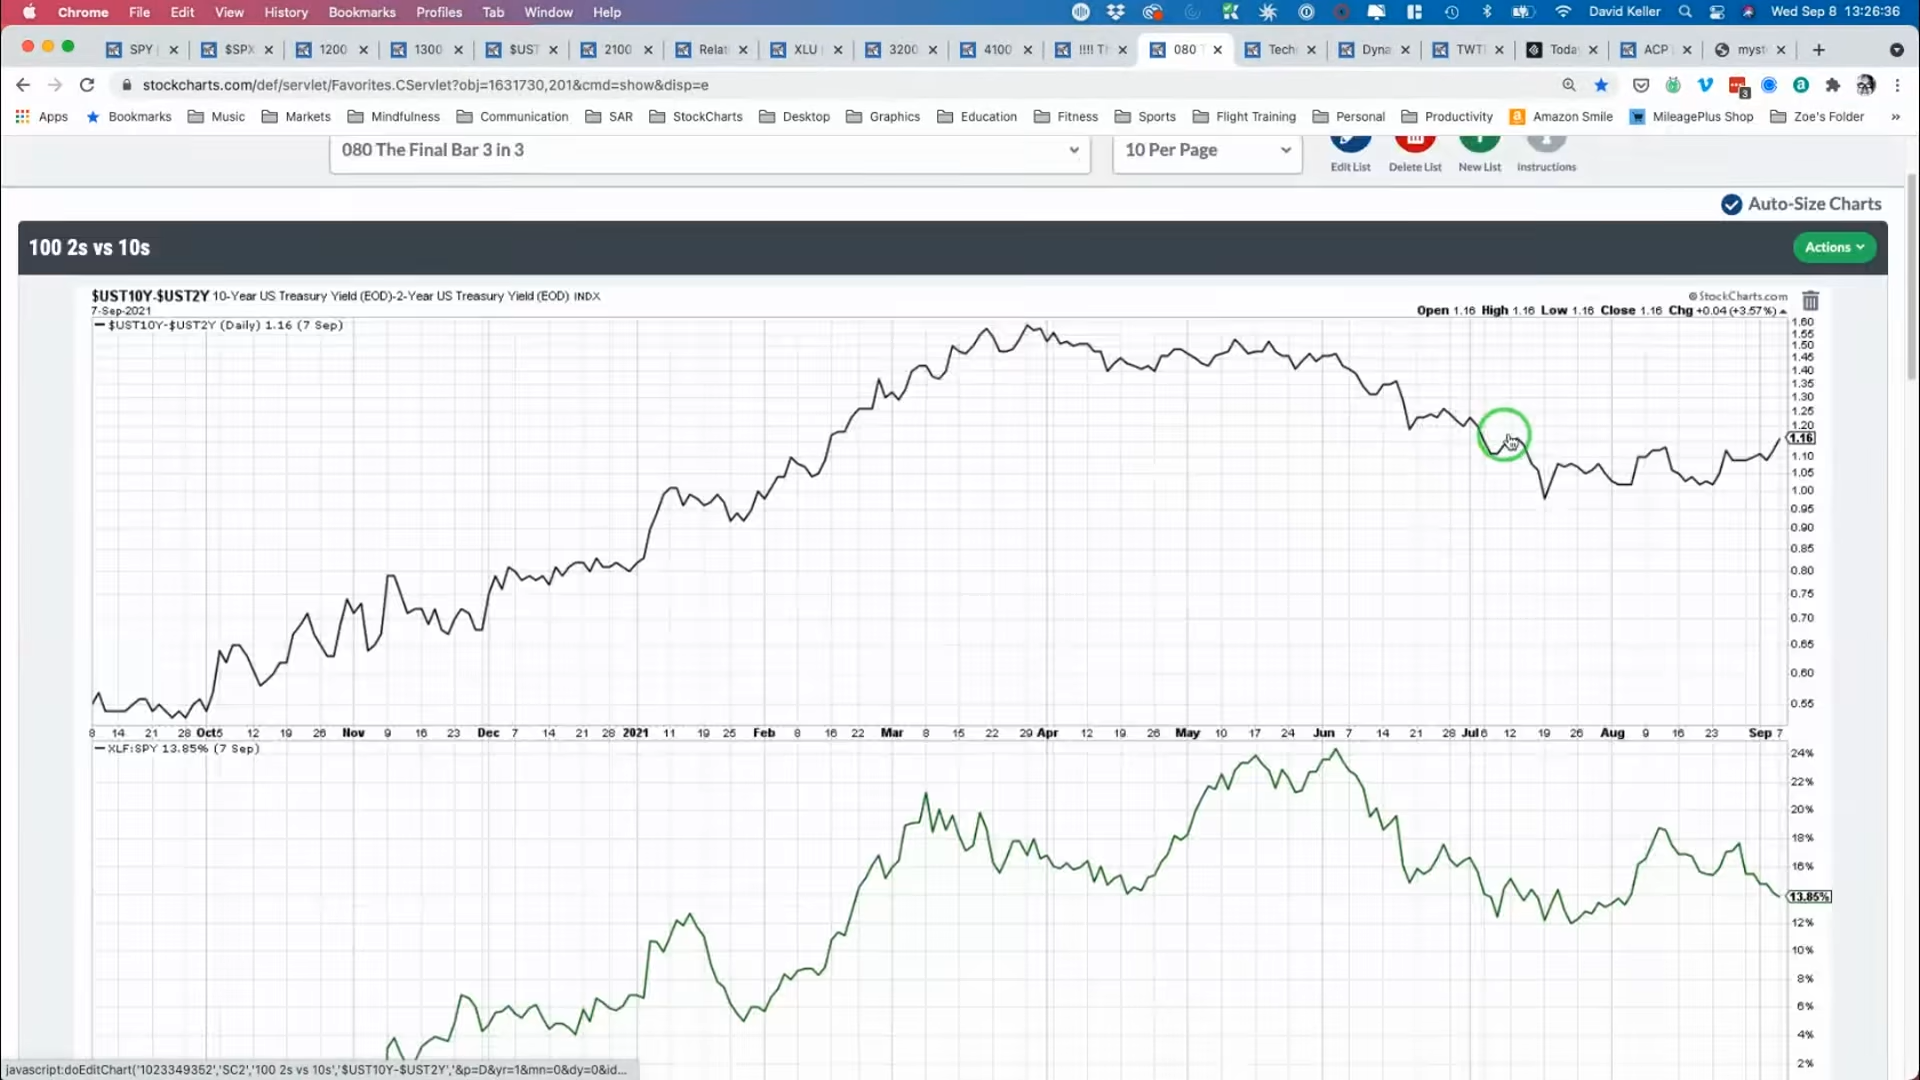 Chrome File Edit View History Bookmarks Profiles Tab Window Help David Keller Wed Sep 8 13:26:36
SPY $SPX 1200 1300 $UST 2100 Relat XLU 3200 4100 !!!! Th 080 T Tech Dyna TWTI Toda ACP myst
stockcharts.com/def/servlet/Favorites.CServlet?obj=1631730,201&cmd=show&disp=e 3
Apps Bookmarks Music Markets Mindfulness Communication SAR StockCharts Desktop Graphics Education Fitness Sports Flight Training Personal Productivity Amazon Smile MileagePlus Shop Zoe's Folder »
080 The Final Bar 3 in 3 10 Per Page
Edit List Delete List New List Instructions
Auto-Size Charts
100 2s vs 10s Actions
$UST10Y-$UST2Y 10-Year US Treasury Yield (EOD)-2-Year US Treasury Yield (EOD) INDX © StockCharts.com
7-Sep-2021 Open 1.16 High 1.16 Low 1.16 Close 1.16 Chg +0.04 (+3.57%)
$UST10Y-$UST2Y (Daily) 1.16 (7 Sep)
1.60
1.55
1.50
1.45
1.40
1.35
1.30
1.25
1.20
1.16
1.10
1.05
1.00
0.95
0.90
0.85
0.80
0.75
0.70
0.65
0.60
0.55
8 14 21 28 Oct5 12 19 26 Nov 9 16 23 Dec 7 14 21 28 2021 11 19 25 Feb 8 16 22 Mar 8 15 22 29 Apr 12 19 26 May 10 17 24 Jun 7 14 21 28 Jul6 12 19 26 Aug 9 16 23 Sep 7
XLF:SPY 13.85% (7 Sep)
24%
22%
20%
18%
16%
13.85%
12%
10%
8%
6%
4%
2%
javascript:doEditChart('1023349352','SC2','100 2s vs 10s','$UST10Y-$UST2Y','&p=D&yr=1&mn=0&dy=0&id...